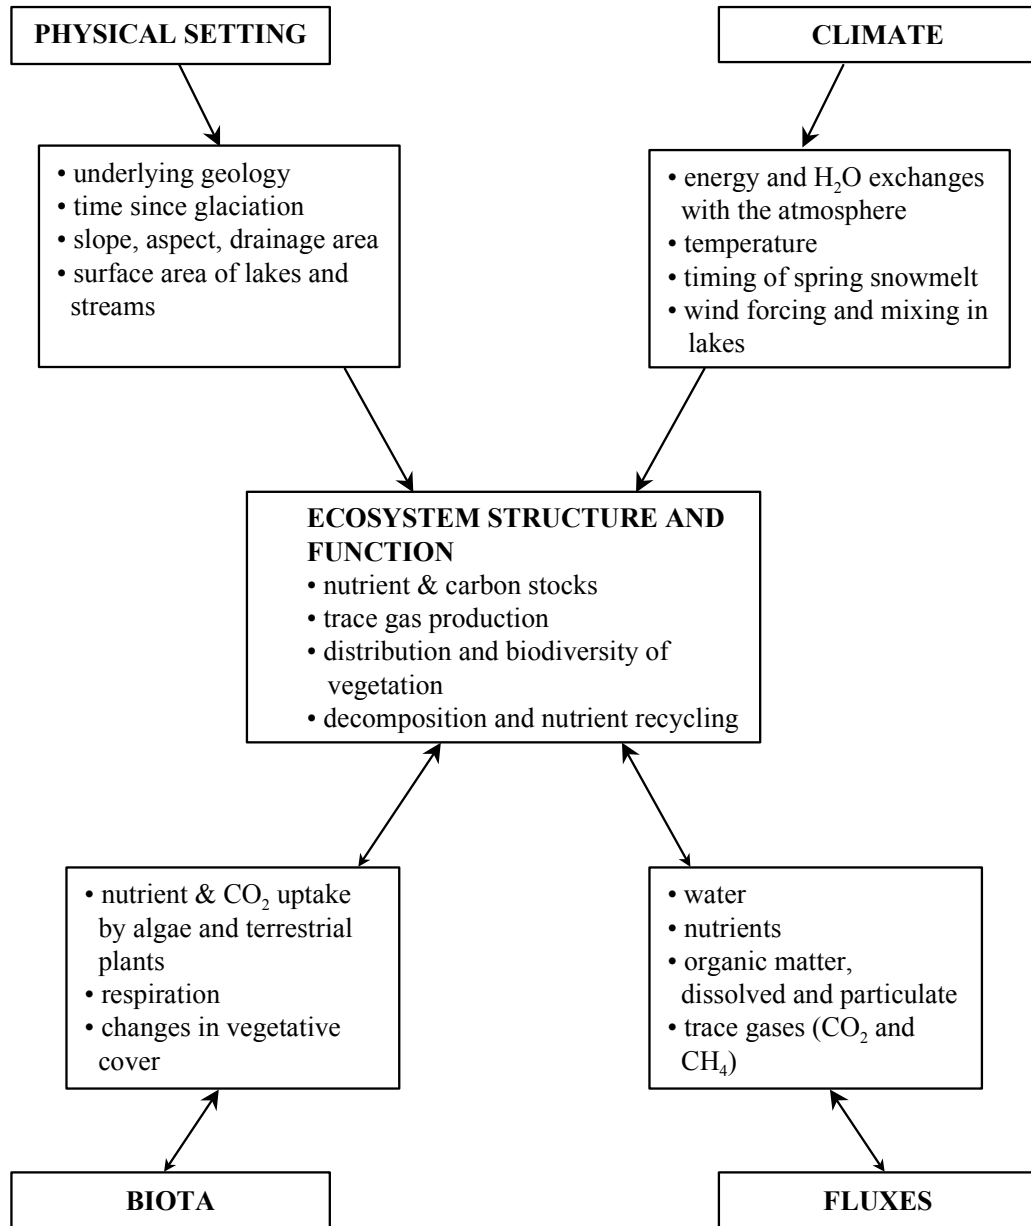 PHYSICAL SETTING
CLIMATE
• underlying geology
• time since glaciation
• slope, aspect, drainage area
• surface area of lakes and
streams
• energy and H₂O exchanges
with the atmosphere
• temperature
• timing of spring snowmelt
• wind forcing and mixing in
lakes
ECOSYSTEM STRUCTURE AND
FUNCTION
• nutrient & carbon stocks
• trace gas production
• distribution and biodiversity of
vegetation
• decomposition and nutrient recycling
• nutrient & CO₂ uptake
by algae and terrestrial
plants
• respiration
• changes in vegetative
cover
• water
• nutrients
• organic matter,
dissolved and particulate
• trace gases (CO₂ and
CH₄)
BIOTA
FLUXES